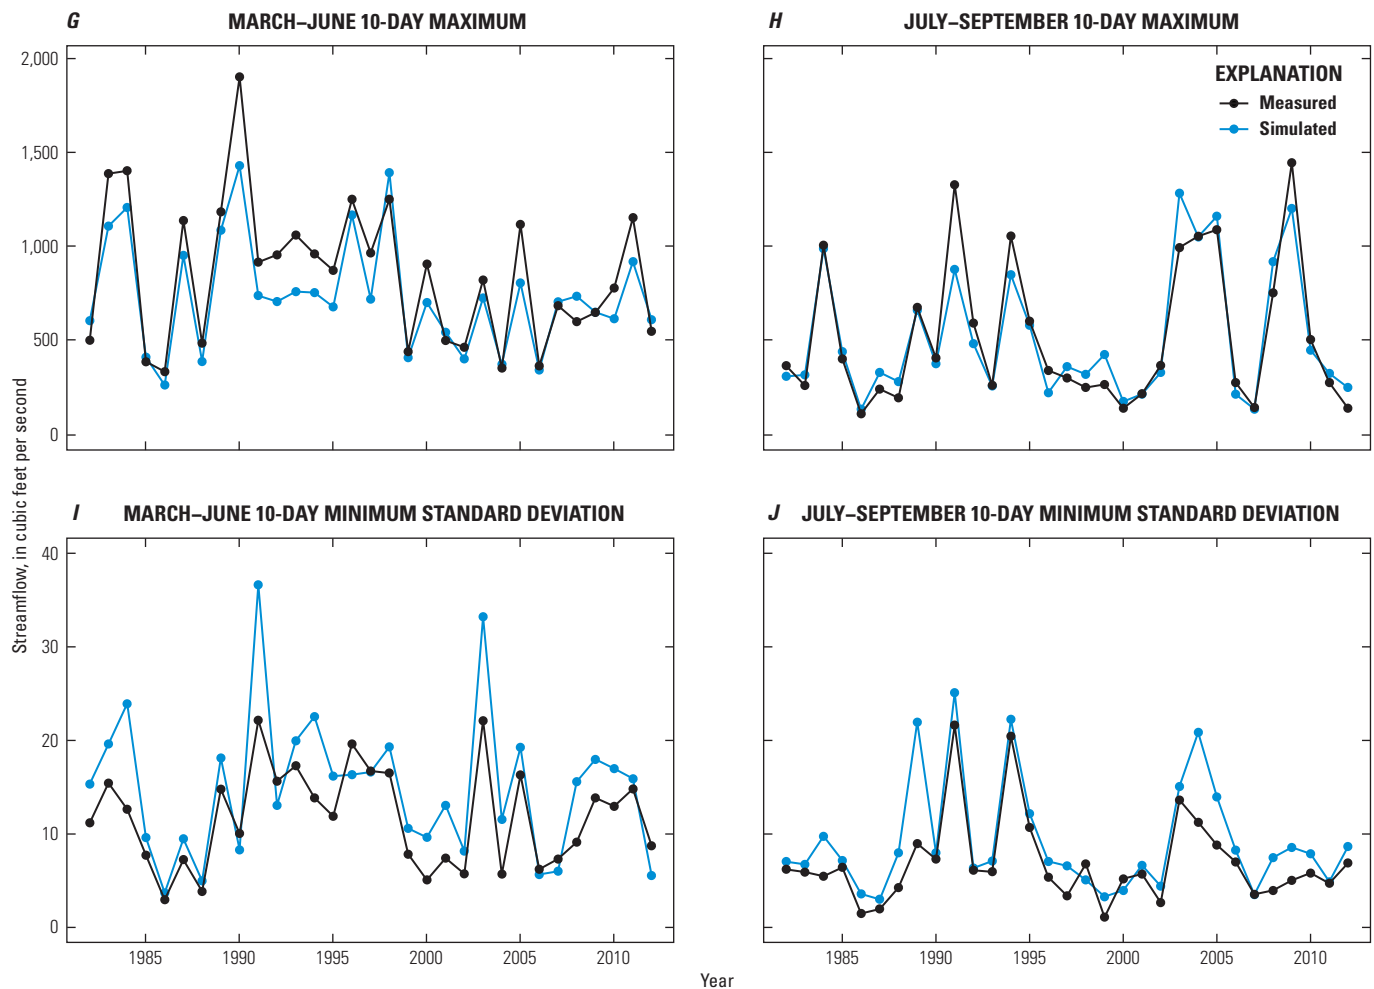 G MARCH–JUNE 10-DAY MAXIMUM
H JULY–SEPTEMBER 10-DAY MAXIMUM
EXPLANATION
Measured
Simulated
2,000
1,500
1,000
500
0
I MARCH–JUNE 10-DAY MINIMUM STANDARD DEVIATION
J JULY–SEPTEMBER 10-DAY MINIMUM STANDARD DEVIATION
Streamflow, in cubic feet per second
40
30
20
10
0
1985 1990 1995 2000 2005 2010
1985 1990 1995 2000 2005 2010
Year